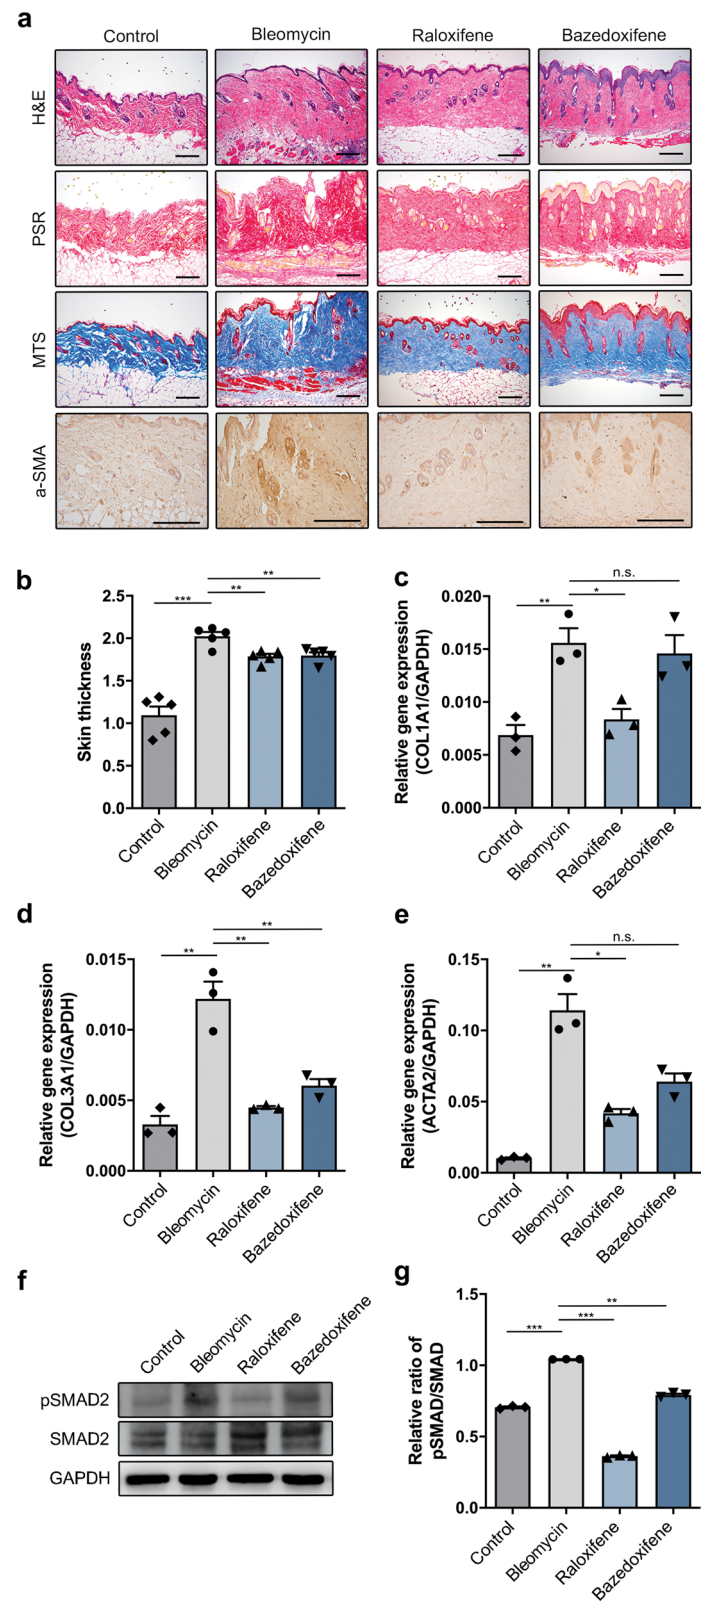 a
Control Bleomycin Raloxifene Bazedoxifene
H&E
PSR
MTS
a-SMA
b
Skin thickness
2.5
2.0
1.5
1.0
0.5
0.0
***
**
**
Control
Bleomycin
Raloxifene
Bazedoxifene
c
Relative gene expression
(COL1A1/GAPDH)
0.020
0.015
0.010
0.005
0.000
**
*
n.s.
Control
Bleomycin
Raloxifene
Bazedoxifene
d
Relative gene expression
(COL3A1/GAPDH)
0.015
0.010
0.005
0.000
**
**
**
Control
Bleomycin
Raloxifene
Bazedoxifene
e
Relative gene expression
(ACTA2/GAPDH)
0.15
0.10
0.05
0.00
**
*
n.s.
Control
Bleomycin
Raloxifene
Bazedoxifene
f
Control
Bleomycin
Raloxifene
Bazedoxifene
pSMAD2
SMAD2
GAPDH
g
Relative ratio of
pSMAD/SMAD
1.5
1.0
0.5
0.0
***
***
**
Control
Bleomycin
Raloxifene
Bazedoxifene